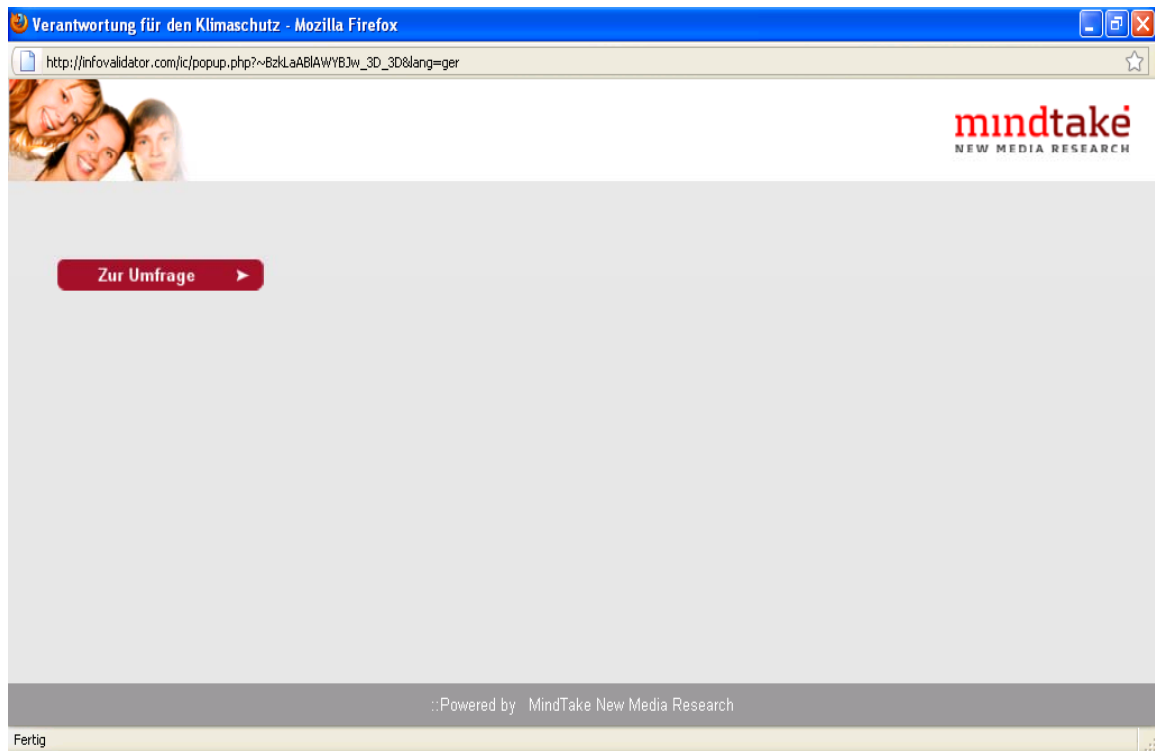 Verantwortung für den Klimaschutz - Mozilla Firefox
http://infovalidator.com/ic/popup.php?~BzkLaABlAWYBJw_3D_3D&lang=ger
mindtake
NEW MEDIA RESEARCH
Zur Umfrage
::Powered by MindTake New Media Research
Fertig